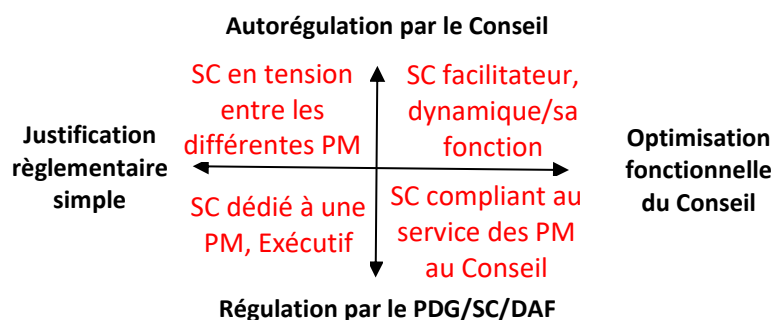 Autorégulation par le Conseil
SC en tension
entre les
différentes PM
SC facilitateur,
dynamique/sa
fonction
Justification
règlementaire
simple
Optimisation
fonctionnelle
du Conseil
SC dédié à une
PM, Exécutif
SC compliant au
service des PM
au Conseil
Régulation par le PDG/SC/DAF